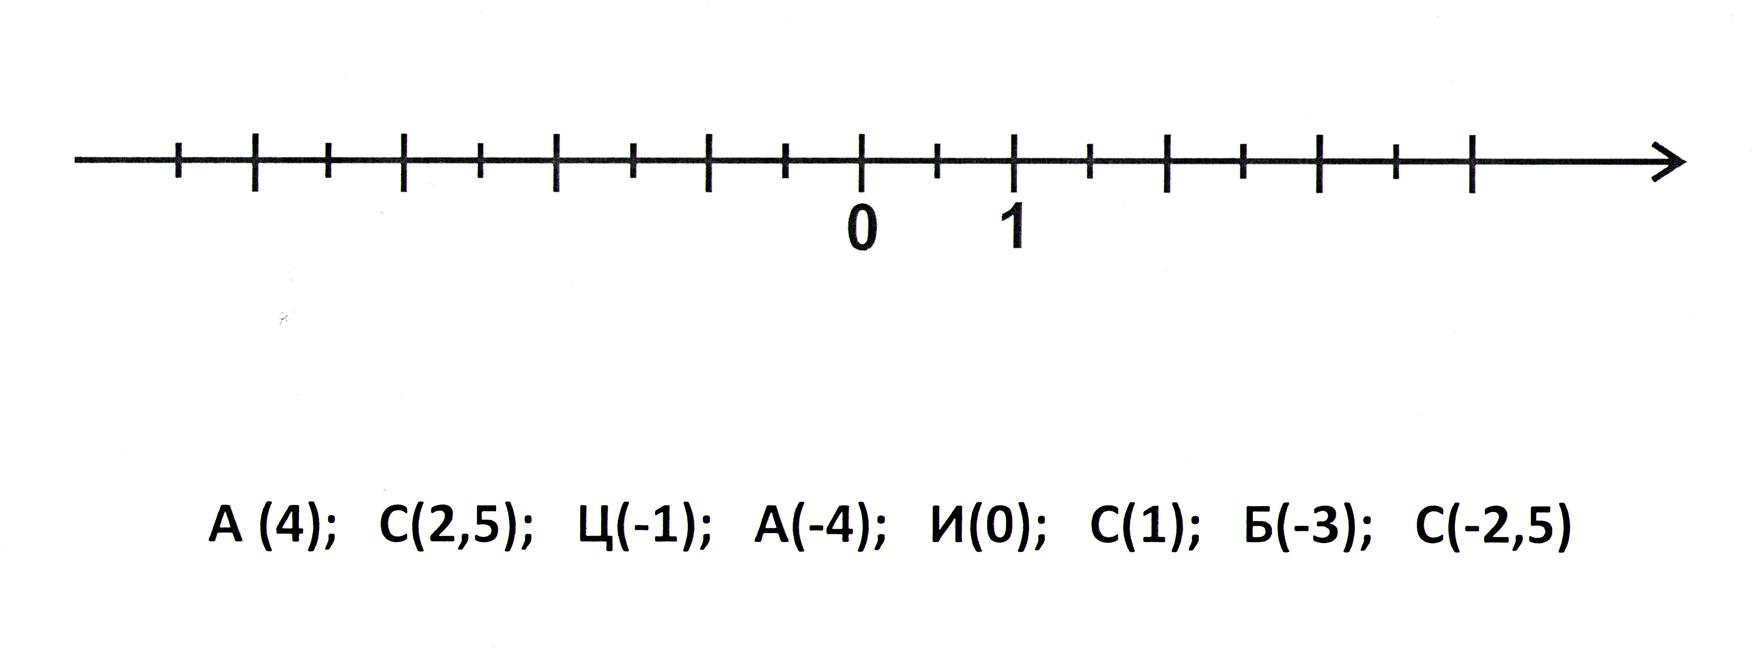 0 1
А (4); С(2,5); Ц(-1); А(-4); И(0); С(1); Б(-3); С(-2,5)